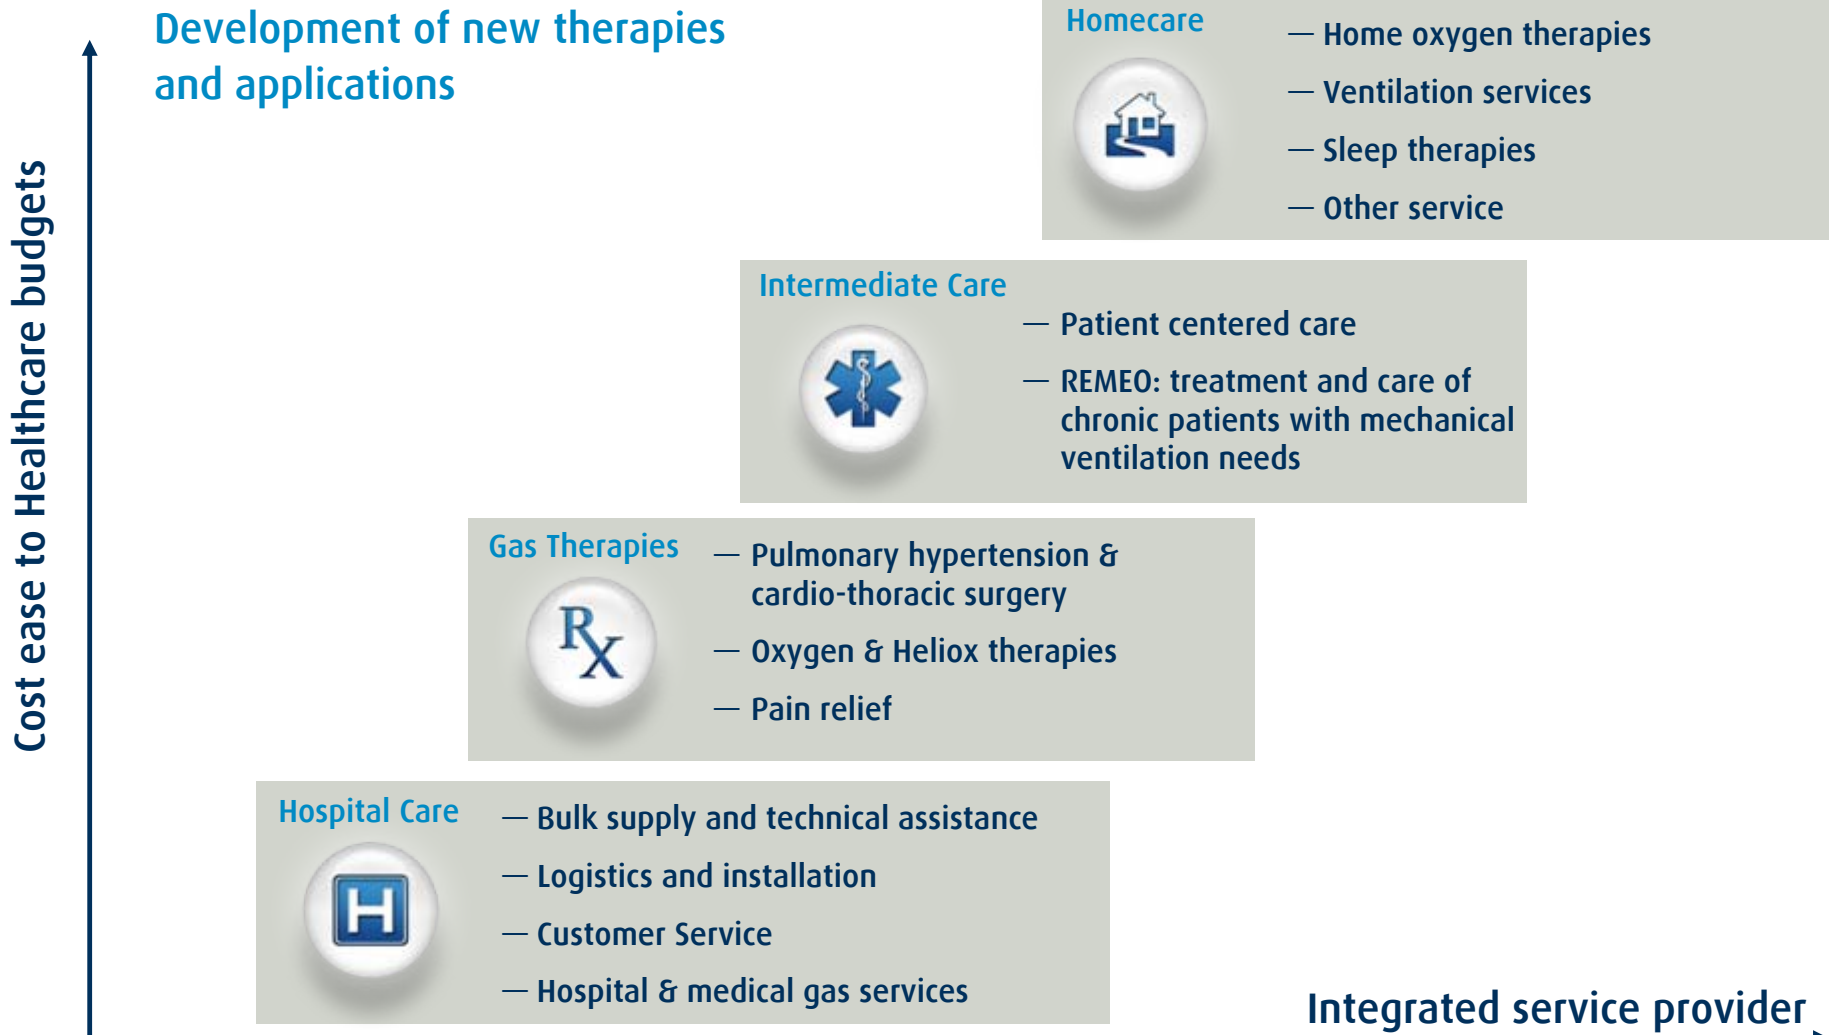 Development of new therapies
and applications
Cost ease to Healthcare budgets
Homecare
— Home oxygen therapies
— Ventilation services
— Sleep therapies
— Other service
Intermediate Care
— Patient centered care
— REMEO: treatment and care of
chronic patients with mechanical
ventilation needs
Gas Therapies
— Pulmonary hypertension &
cardio-thoracic surgery
— Oxygen & Heliox therapies
— Pain relief
Rx
Hospital Care
— Bulk supply and technical assistance
— Logistics and installation
— Customer Service
— Hospital & medical gas services
H
Integrated service provider